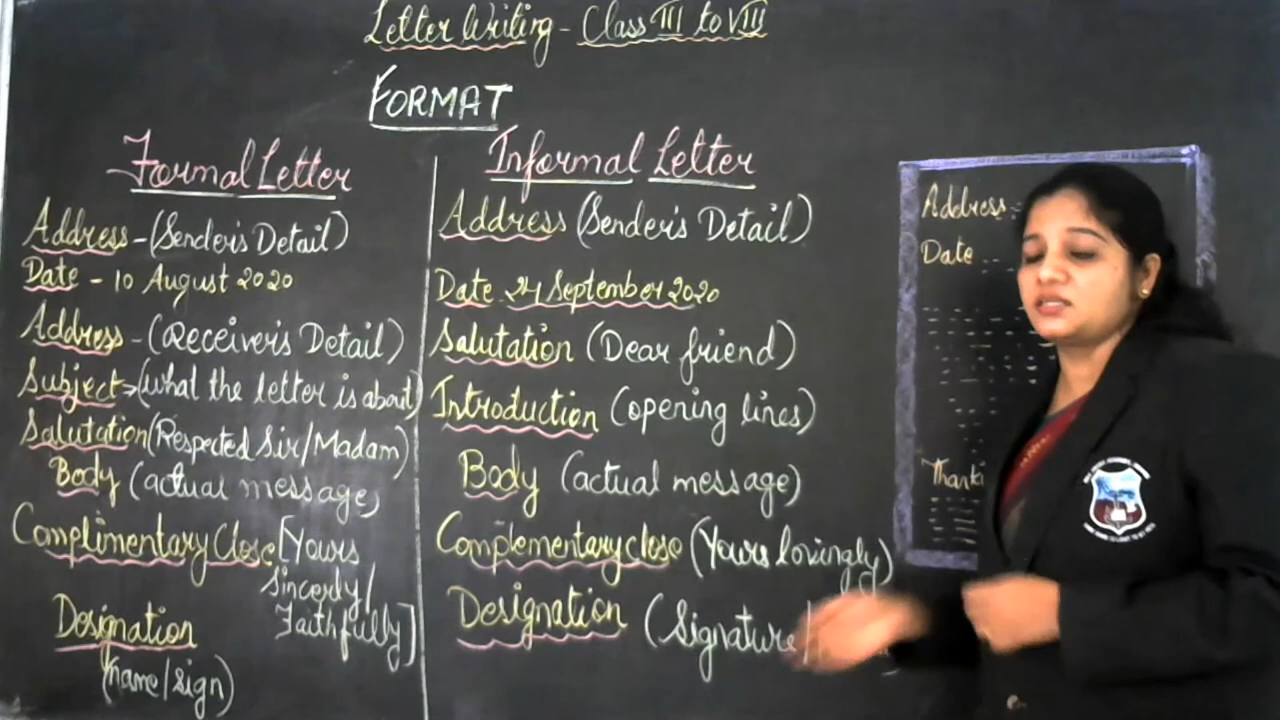 Letter Writing - Class III to VIII
FORMAT
Formal Letter
Address - (Sender's Detail)
Date - 10 August 2020
Address - (Receiver's Detail)
Subject → (what the letter is about)
Salutation (Respected Sir/Madam)
Body (actual message)
Complimentary Close [Yours
Sincerly/
Faithfully]
Designation
(name/sign)
Informal Letter
Address (Sender's Detail)
Date 24 September 2020
Salutation (Dear friend)
Introduction (opening lines)
Body (actual message)
Complementary close (Yours lovingly)
Designation (Signature/
Address :
Date